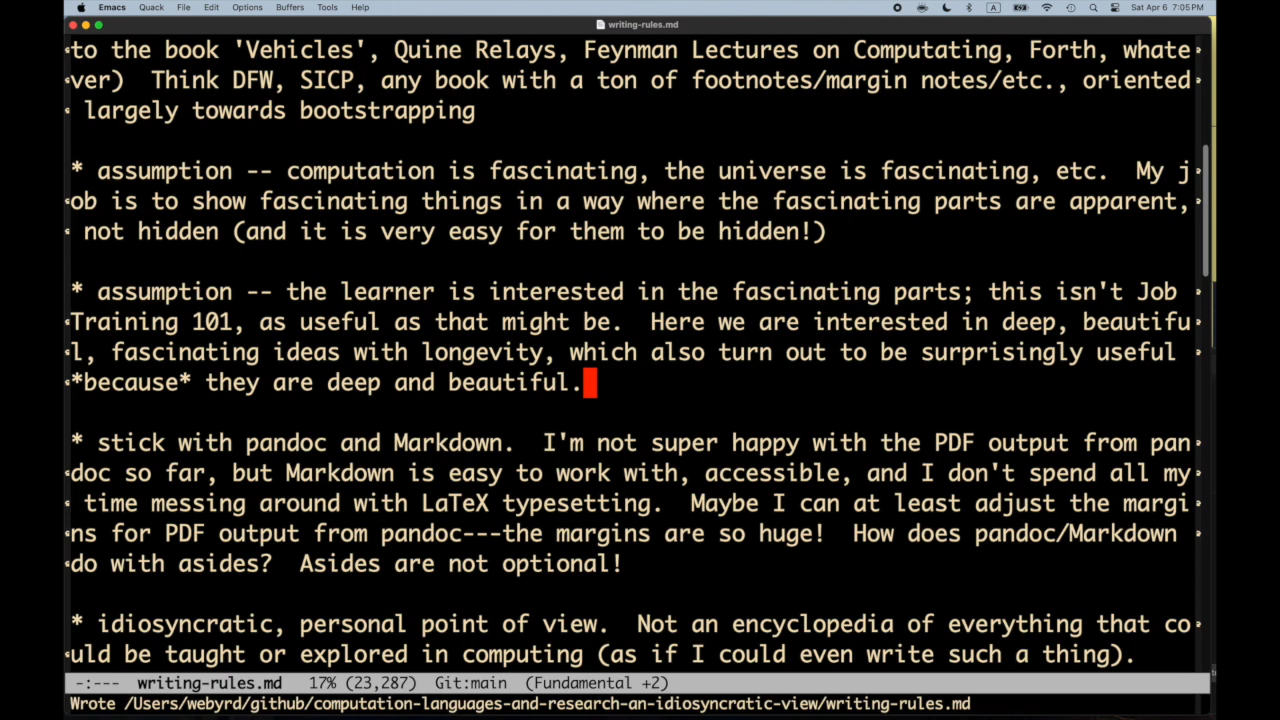 Emacs Quack File Edit Options Buffers Tools Help A Sat Apr 6 7:05 PM
writing-rules.md
to the book 'Vehicles', Quine Relays, Feynman Lectures on Computating, Forth, whate
ver)  Think DFW, SICP, any book with a ton of footnotes/margin notes/etc., oriented
largely towards bootstrapping
* assumption -- computation is fascinating, the universe is fascinating, etc.  My j
ob is to show fascinating things in a way where the fascinating parts are apparent,
not hidden (and it is very easy for them to be hidden!)
* assumption -- the learner is interested in the fascinating parts; this isn't Job
Training 101, as useful as that might be.  Here we are interested in deep, beautifu
l, fascinating ideas with longevity, which also turn out to be surprisingly useful
*because* they are deep and beautiful.
* stick with pandoc and Markdown.  I'm not super happy with the PDF output from pan
doc so far, but Markdown is easy to work with, accessible, and I don't spend all my
time messing around with LaTeX typesetting.  Maybe I can at least adjust the margi
ns for PDF output from pandoc---the margins are so huge!  How does pandoc/Markdown
do with asides?  Asides are not optional!
* idiosyncratic, personal point of view.  Not an encyclopedia of everything that co
uld be taught or explored in computing (as if I could even write such a thing).
-:--- writing-rules.md 17% (23,287) Git:main (Fundamental +2)
Wrote /Users/webyrd/github/computation-languages-and-research-an-idiosyncratic-view/writing-rules.md